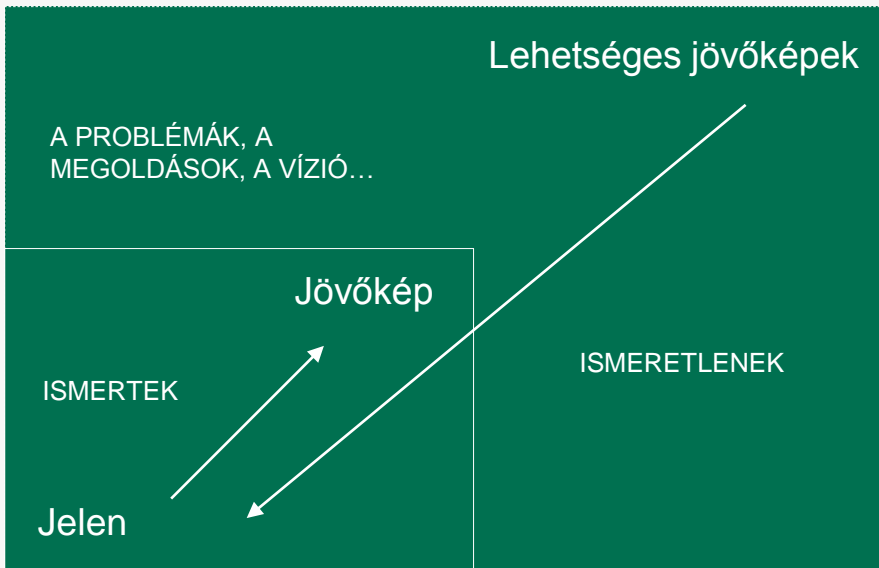 Lehetséges jövőképek
A PROBLÉMÁK, A
MEGOLDÁSOK, A VÍZIÓ…
Jövőkép
ISMERETLENEK
ISMERTEK
Jelen